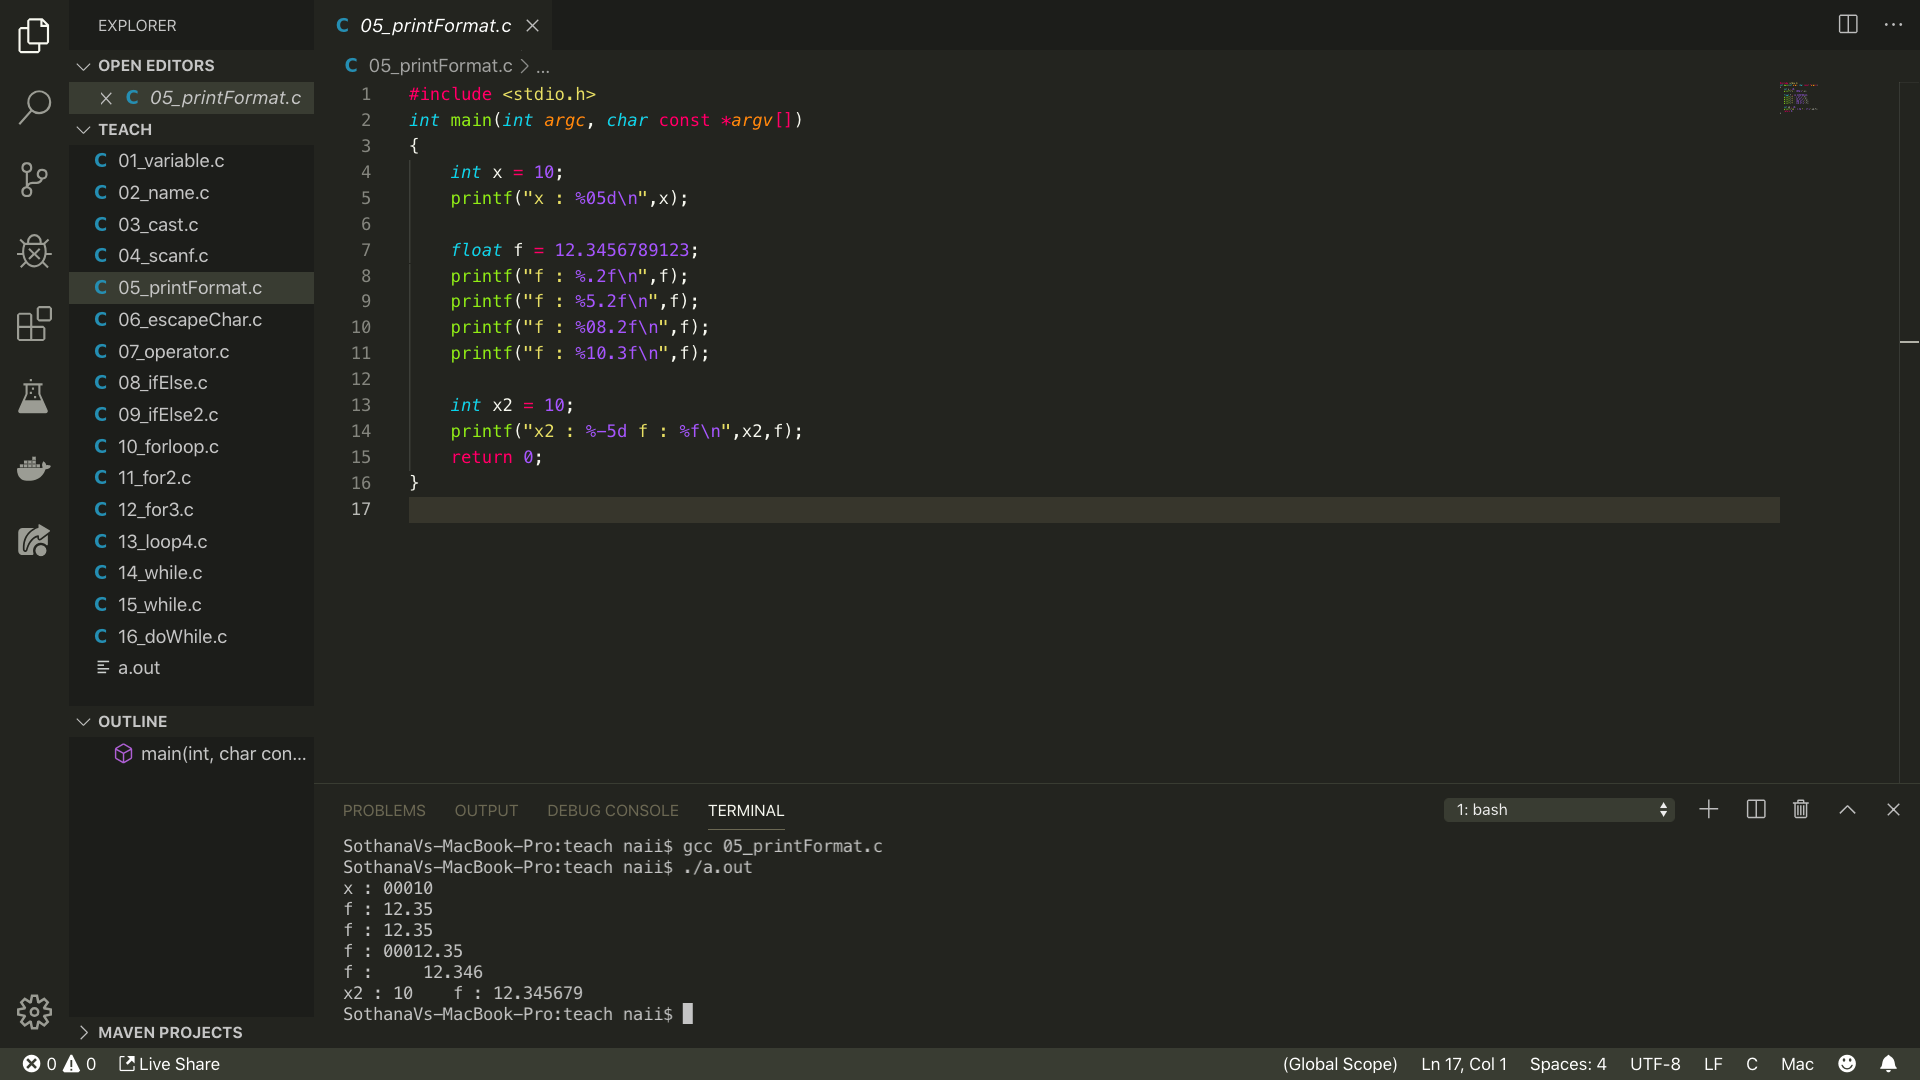 EXPLORER
OPEN EDITORS
C 05_printFormat.c
TEACH
C 01_variable.c
C 02_name.c
C 03_cast.c
C 04_scanf.c
C 05_printFormat.c
C 06_escapeChar.c
C 07_operator.c
C 08_ifElse.c
C 09_ifElse2.c
C 10_forloop.c
C 11_for2.c
C 12_for3.c
C 13_loop4.c
C 14_while.c
C 15_while.c
C 16_doWhile.c
a.out
OUTLINE
main(int, char con...
MAVEN PROJECTS
C 05_printFormat.c
C 05_printFormat.c > ...
1 #include <stdio.h>
2 int main(int argc, char const *argv[])
3 {
4     int x = 10;
5     printf("x : %05d\n",x);
6
7     float f = 12.3456789123;
8     printf("f : %.2f\n",f);
9     printf("f : %5.2f\n",f);
10     printf("f : %08.2f\n",f);
11     printf("f : %10.3f\n",f);
12
13     int x2 = 10;
14     printf("x2 : %-5d f : %f\n",x2,f);
15     return 0;
16 }
17
PROBLEMS OUTPUT DEBUG CONSOLE TERMINAL 1: bash
SothanaVs-MacBook-Pro:teach naii$ gcc 05_printFormat.c
SothanaVs-MacBook-Pro:teach naii$ ./a.out
x : 00010
f : 12.35
f : 12.35
f : 00012.35
f :     12.346
x2 : 10    f : 12.345679
SothanaVs-MacBook-Pro:teach naii$
0 0 Live Share (Global Scope) Ln 17, Col 1 Spaces: 4 UTF-8 LF C Mac